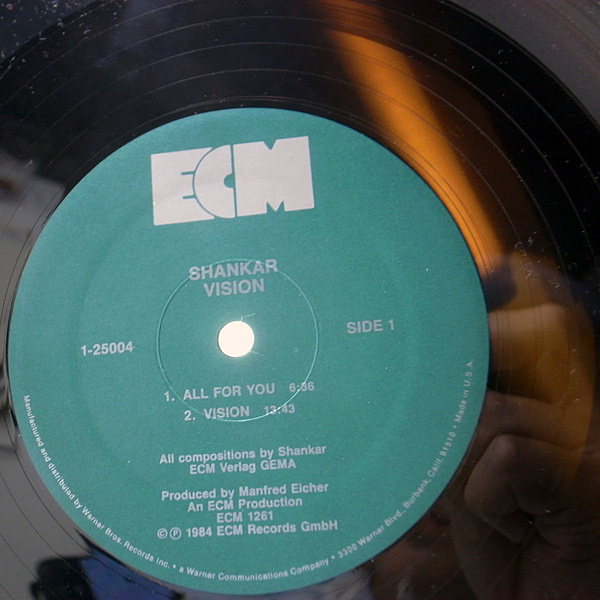 ECM
SHANKAR
VISION
1-25004
SIDE 1
1. ALL FOR YOU 6:36
2. VISION 13:43
All compositions by Shankar
ECM Verlag GEMA
Produced by Manfred Eicher
An ECM Production
ECM 1261
© ℗ 1984 ECM Records GmbH
Manufactured and distributed by Warner Bros. Records Inc. • a Warner Communications Company • 3300 Warner Blvd., Burbank, Calif. 91510 • Made in U.S.A.